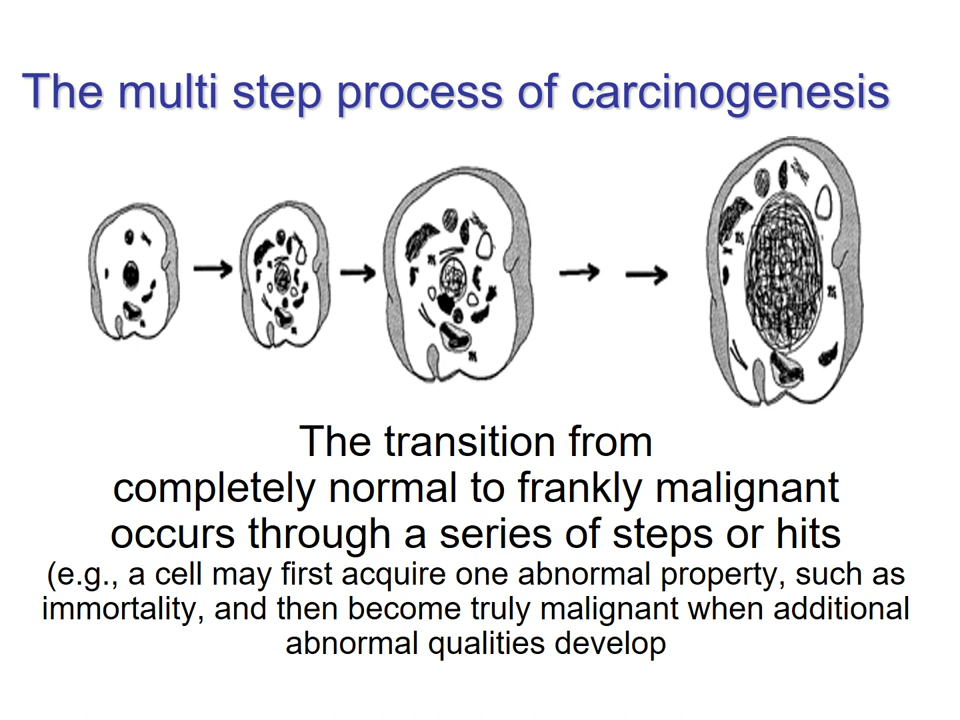 The multi step process of carcinogenesis
The transition from
completely normal to frankly malignant
occurs through a series of steps or hits
(e.g., a cell may first acquire one abnormal property, such as
immortality, and then become truly malignant when additional
abnormal qualities develop